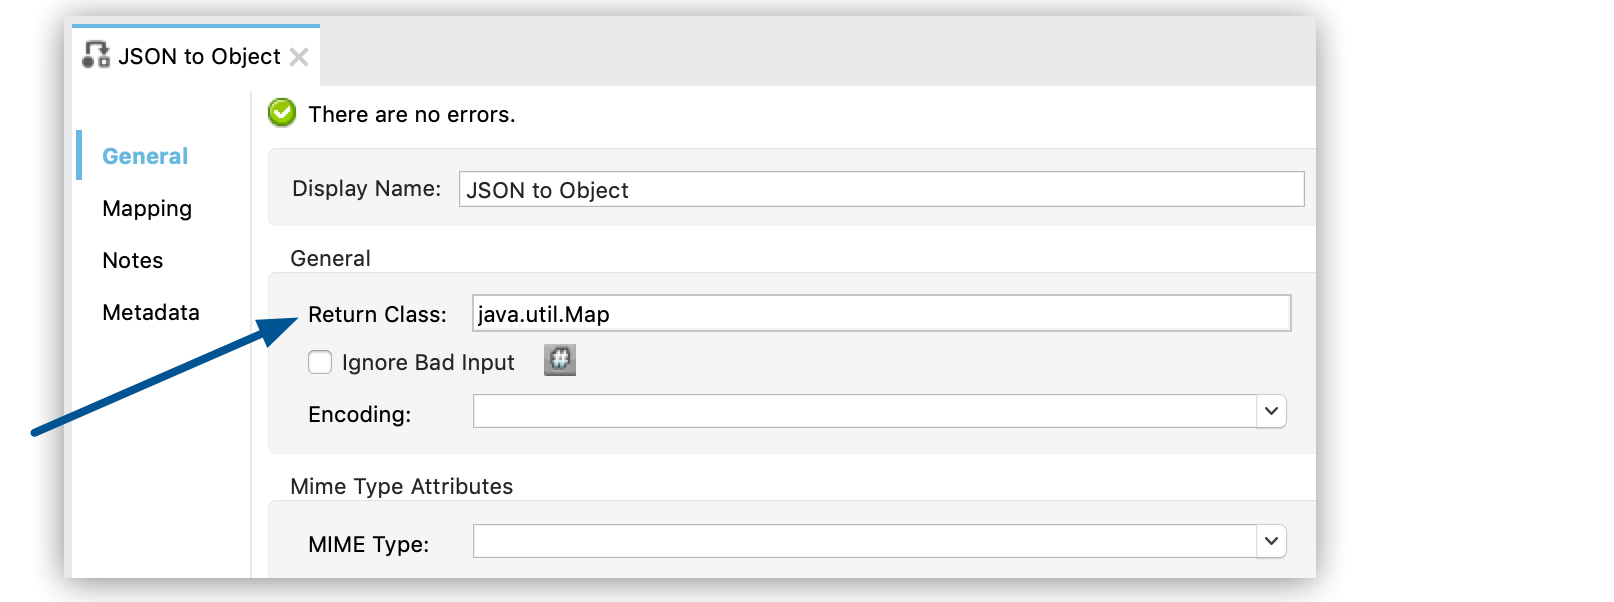 JSON to Object
There are no errors.
General
Mapping
Notes
Metadata
Display Name: JSON to Object
General
Return Class: java.util.Map
Ignore Bad Input #
Encoding:
Mime Type Attributes
MIME Type: